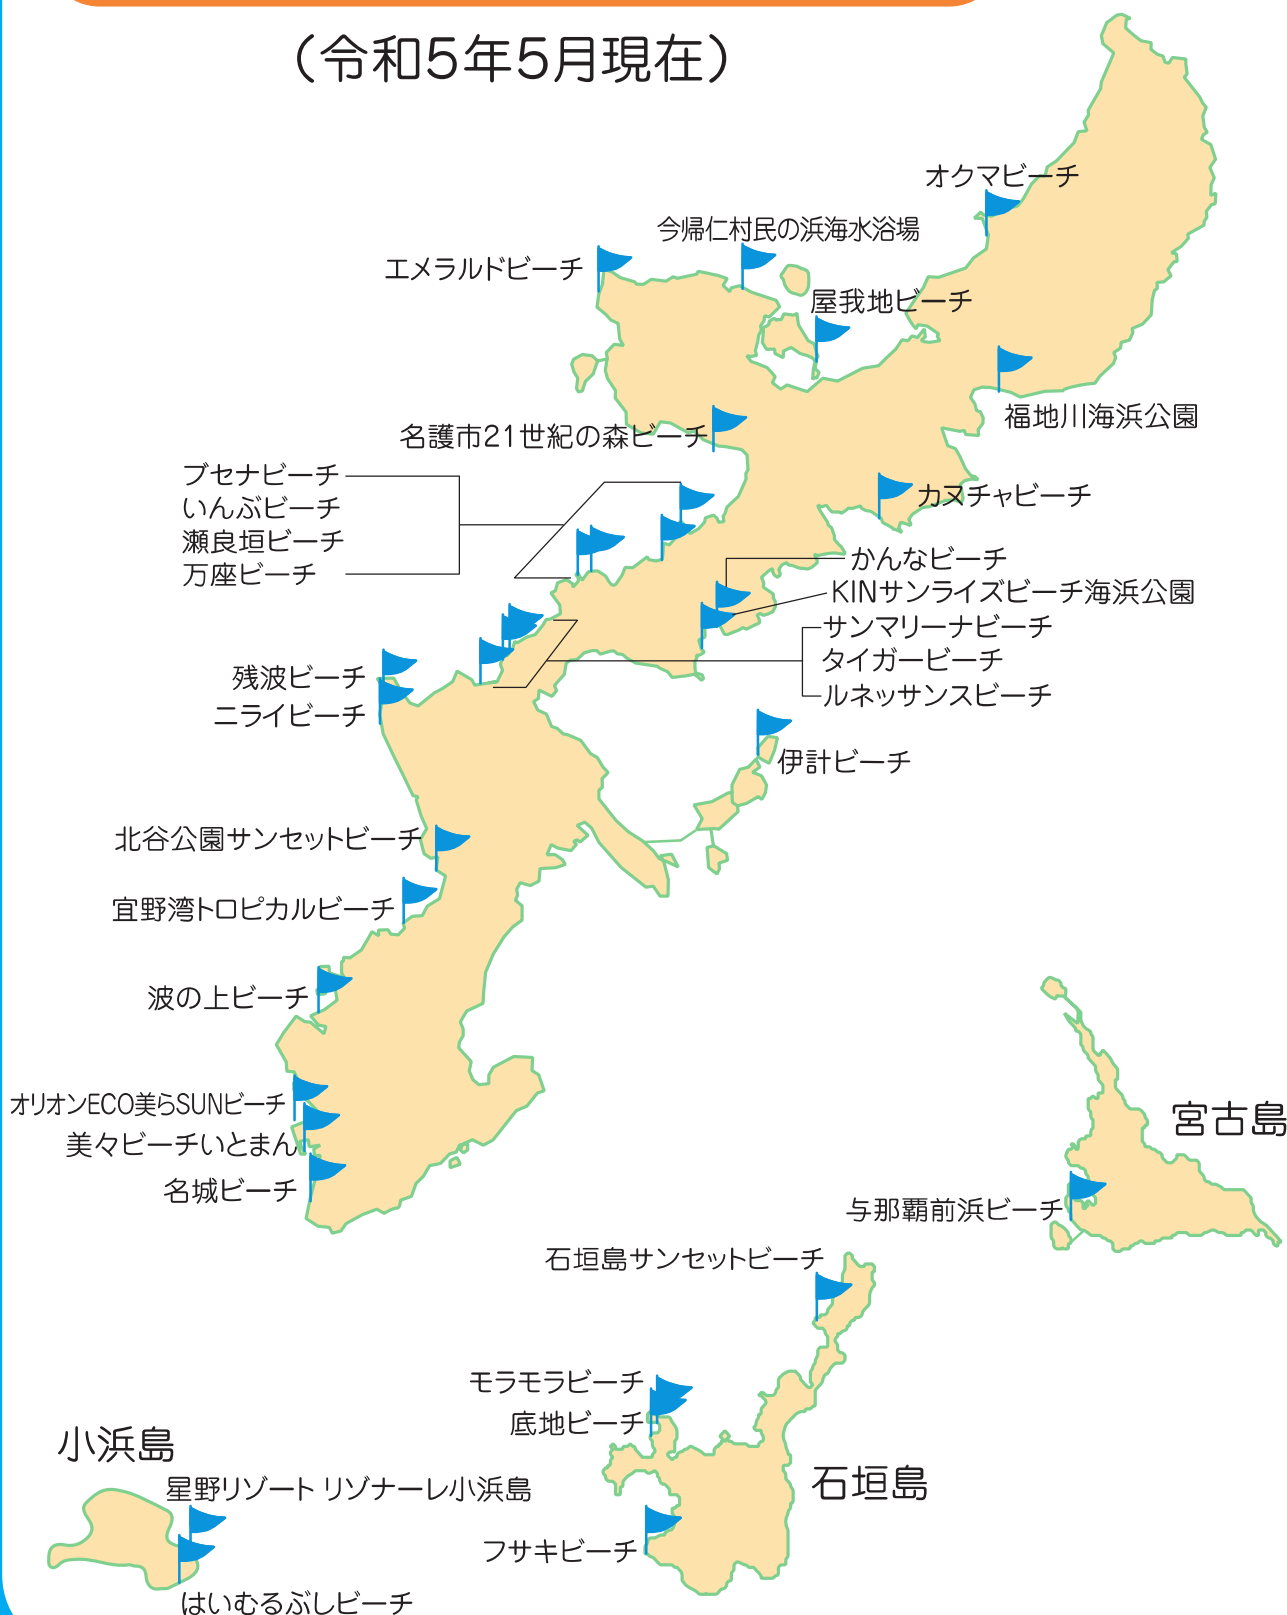 （令和5年5月現在）
オクマビーチ
今帰仁村民の浜海水浴場
エメラルドビーチ
屋我地ビーチ
福地川海浜公園
名護市21世紀の森ビーチ
ブセナビーチ
いんぶビーチ
瀬良垣ビーチ
万座ビーチ
カヌチャビーチ
かんなビーチ
KINサンライズビーチ海浜公園
サンマリーナビーチ
タイガービーチ
ルネッサンスビーチ
残波ビーチ
ニライビーチ
伊計ビーチ
北谷公園サンセットビーチ
宜野湾トロピカルビーチ
波の上ビーチ
オリオンECO美らSUNビーチ
美々ビーチいとまん
名城ビーチ
宮古島
与那覇前浜ビーチ
石垣島サンセットビーチ
モラモラビーチ
底地ビーチ
石垣島
フサキビーチ
小浜島
星野リゾート リゾナーレ小浜島
はいむるぶしビーチ